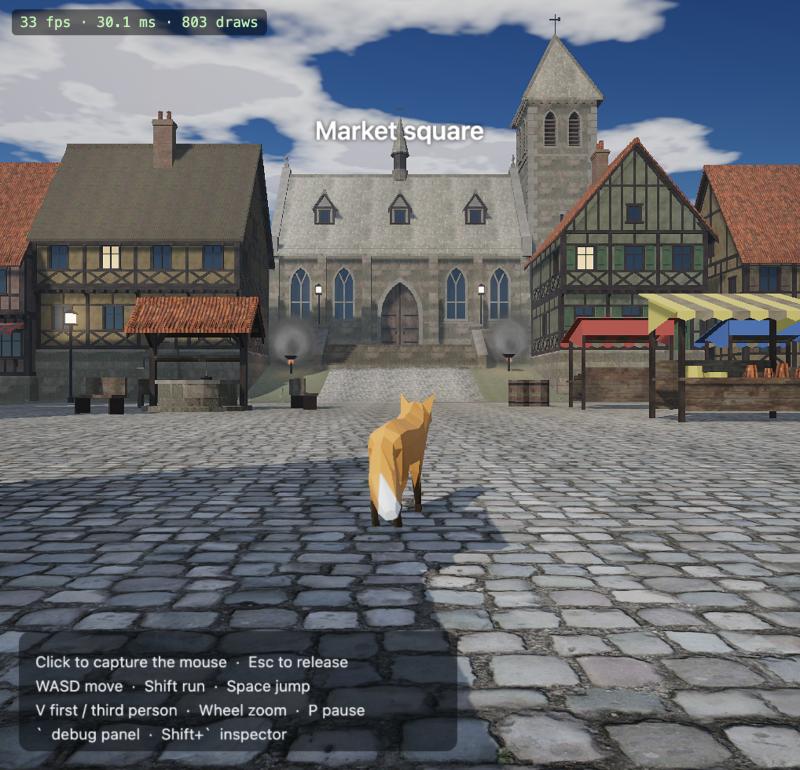 33 fps · 30.1 ms · 803 draws
Market square
Click to capture the mouse · Esc to release
WASD move · Shift run · Space jump
V first / third person · Wheel zoom · P pause
` debug panel · Shift+` inspector